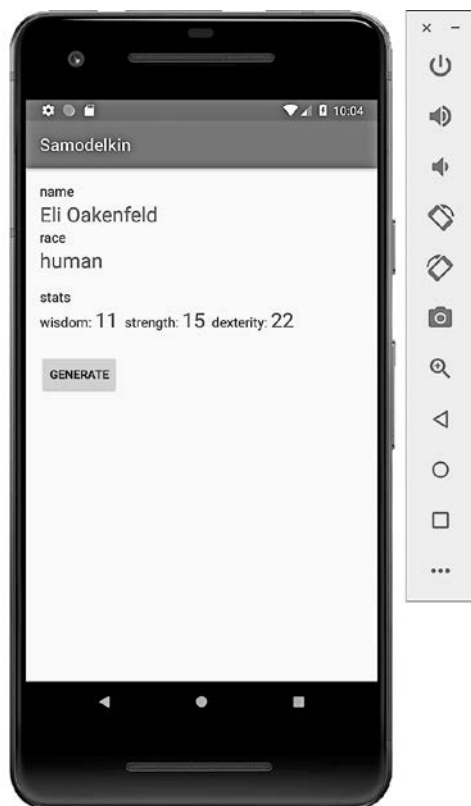 10:04
Samodelkin
name
Eli Oakenfeld
race
human
stats
wisdom: 11 strength: 15 dexterity: 22
GENERATE